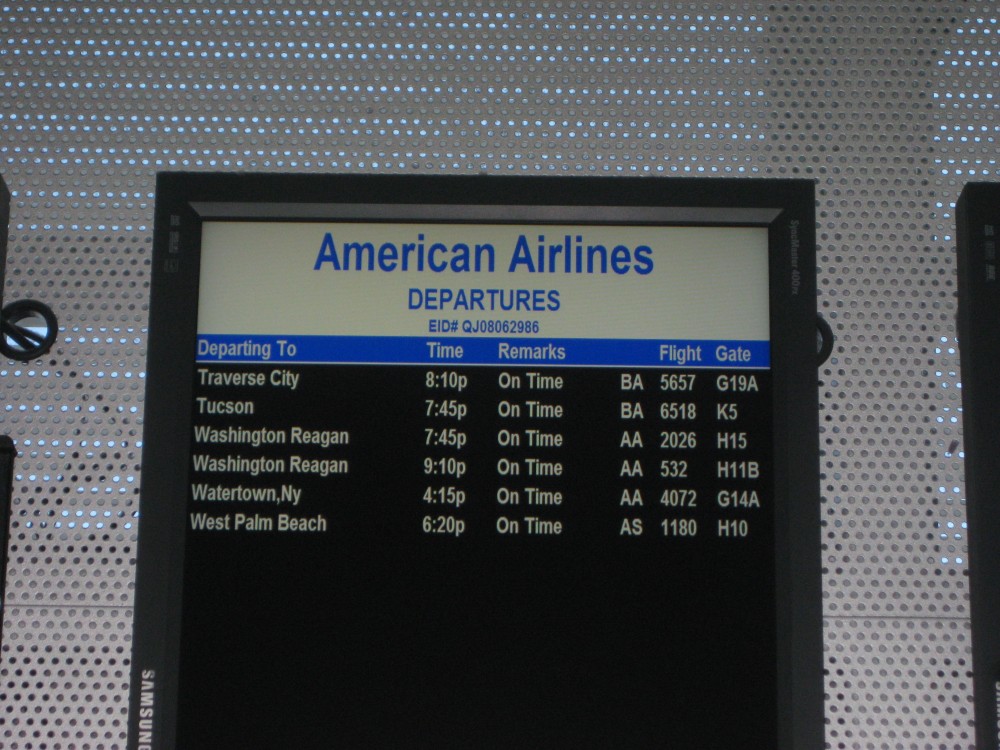 American Airlines
DEPARTURES
EID# QJ08062986
Departing To Time Remarks Flight Gate
Traverse City 8:10p On Time BA 5657 G19A
Tucson 7:45p On Time BA 6518 K5
Washington Reagan 7:45p On Time AA 2026 H15
Washington Reagan 9:10p On Time AA 532 H11B
Watertown,Ny 4:15p On Time AA 4072 G14A
West Palm Beach 6:20p On Time AS 1180 H10
SAMSUNG